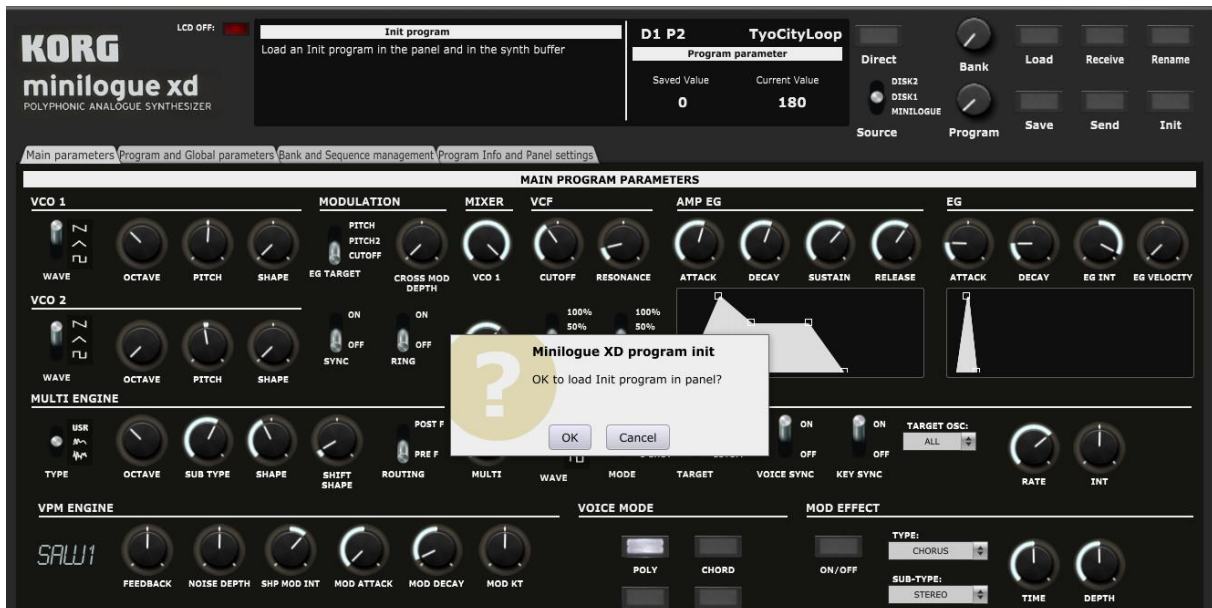 LCD OFF:
KORG
minilogue xd
POLYPHONIC ANALOGUE SYNTHESIZER
Init program
Load an Init program in the panel and in the synth buffer
D1 P2 TyoCityLoop
Program parameter
Saved Value Current Value
0 180
Direct
DISK2
DISK1
MINILOGUE
Source
Bank
Program
Load Receive Rename
Save Send Init
Main parameters Program and Global parameters Bank and Sequence management Program Info and Panel settings
MAIN PROGRAM PARAMETERS
VCO 1
WAVE OCTAVE PITCH SHAPE
MODULATION
PITCH
PITCH2
CUTOFF
EG TARGET
CROSS MOD
DEPTH
MIXER
VCO 1
VCF
CUTOFF RESONANCE
AMP EG
ATTACK DECAY SUSTAIN RELEASE
EG
ATTACK DECAY EG INT EG VELOCITY
VCO 2
WAVE OCTAVE PITCH SHAPE
ON ON
OFF OFF
SYNC RING
100% 100%
50% 50%
Minilogue XD program init
?
OK to load Init program in panel?
OK Cancel
MULTI ENGINE
USR
TYPE OCTAVE SUB TYPE SHAPE
SHIFT
SHAPE
POST F
PRE F
ROUTING
MULTI
WAVE MODE TARGET
ON
OFF
VOICE SYNC
ON
OFF
KEY SYNC
TARGET OSC:
ALL
RATE INT
VPM ENGINE
SAW1
FEEDBACK NOISE DEPTH SHP MOD INT MOD ATTACK MOD DECAY MOD KT
VOICE MODE
POLY CHORD
MOD EFFECT
ON/OFF
TYPE:
CHORUS
SUB-TYPE:
STEREO
TIME DEPTH